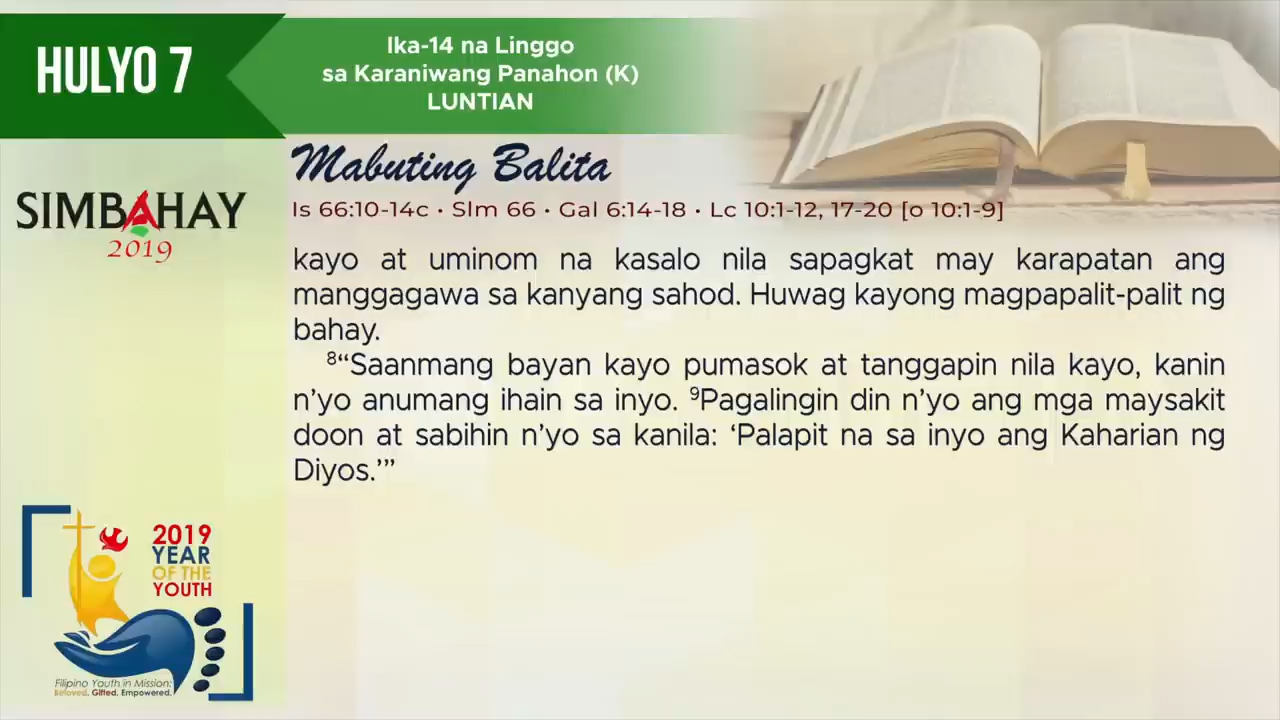 HULYO 7
Ika-14 na Linggo
sa Karaniwang Panahon (K)
LUNTIAN
Mabuting Balita
Is 66:10-14c • Slm 66 • Gal 6:14-18 • Lc 10:1-12, 17-20 [o 10:1-9]
SIMBAHAY
2019
kayo at uminom na kasalo nila sapagkat may karapatan ang
manggagawa sa kanyang sahod. Huwag kayong magpapalit-palit ng
bahay.
⁸“Saanmang bayan kayo pumasok at tanggapin nila kayo, kanin
n’yo anumang ihain sa inyo. ⁹Pagalingin din n’yo ang mga maysakit
doon at sabihin n’yo sa kanila: ‘Palapit na sa inyo ang Kaharian ng
Diyos.’”
2019
YEAR
OF THE
YOUTH
Filipino Youth in Mission:
Beloved. Gifted. Empowered.